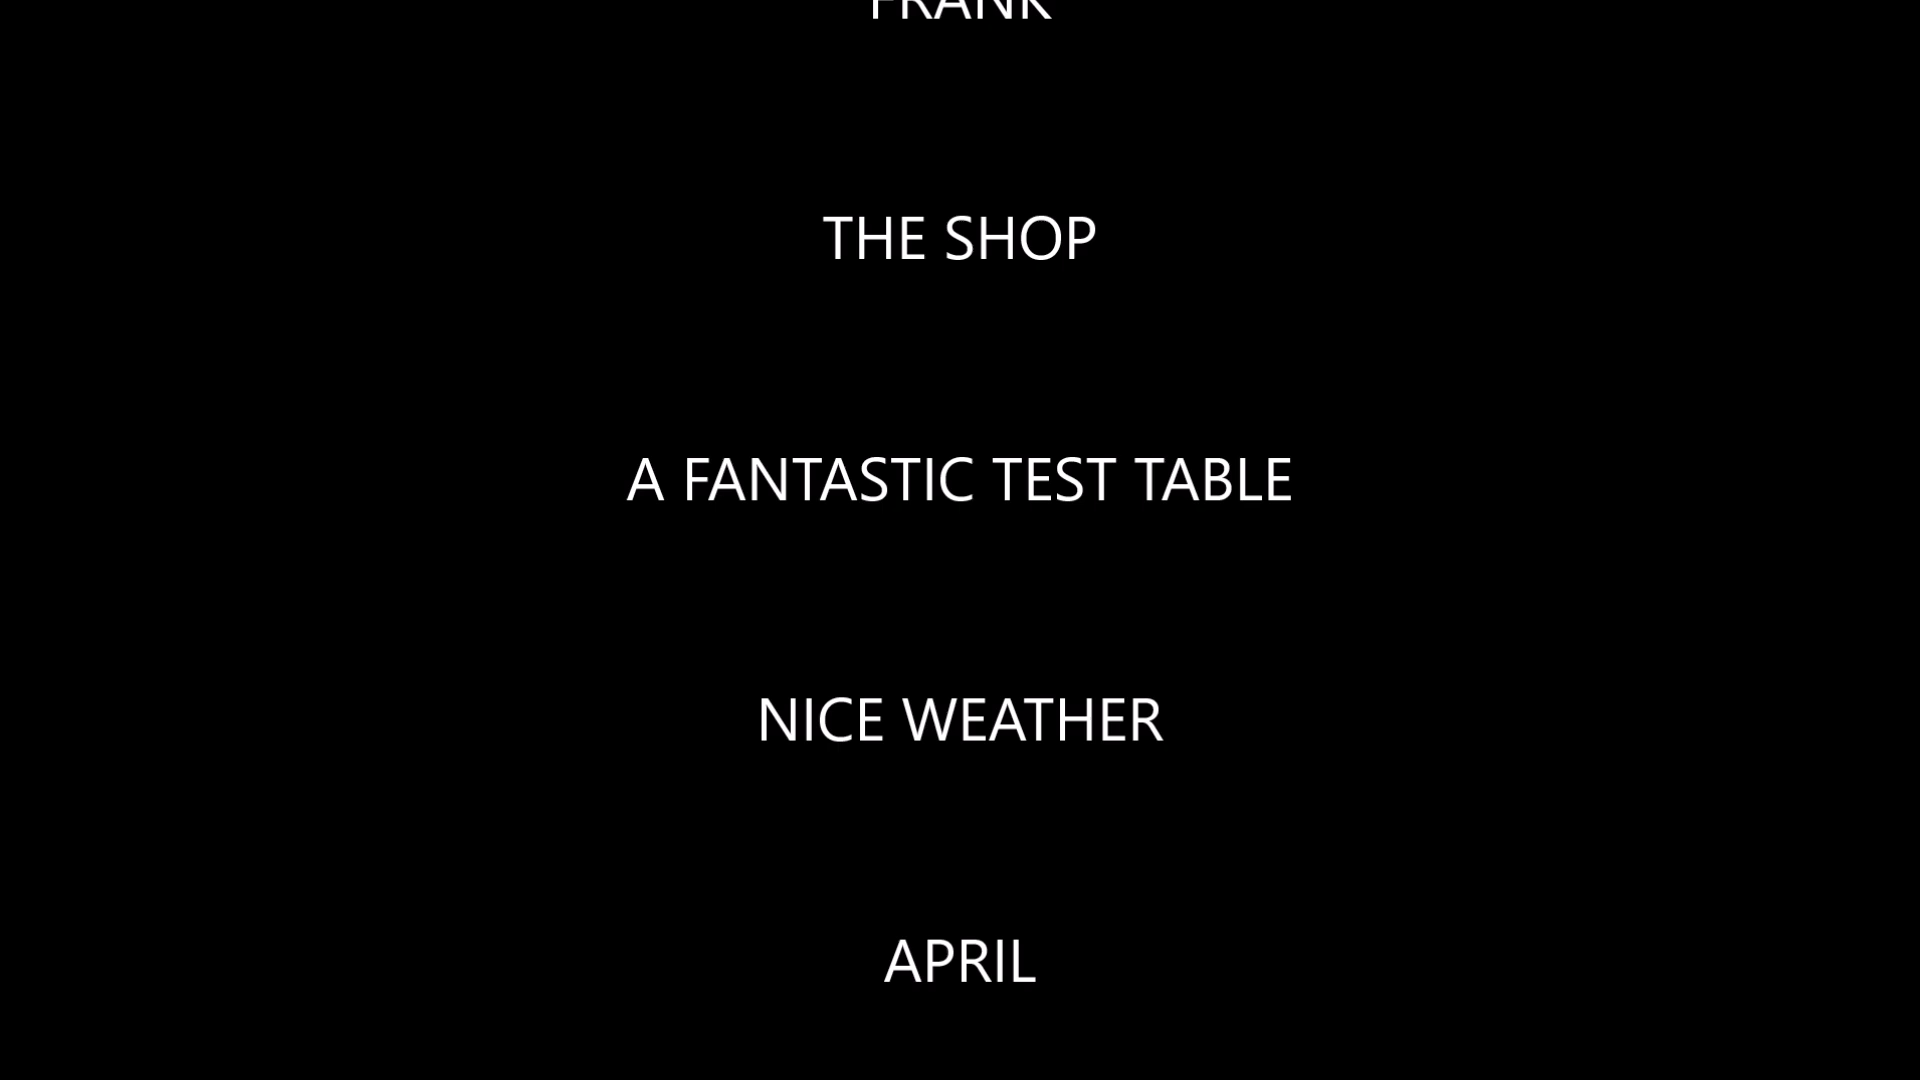 FRANK
THE SHOP
A FANTASTIC TEST TABLE
NICE WEATHER
APRIL